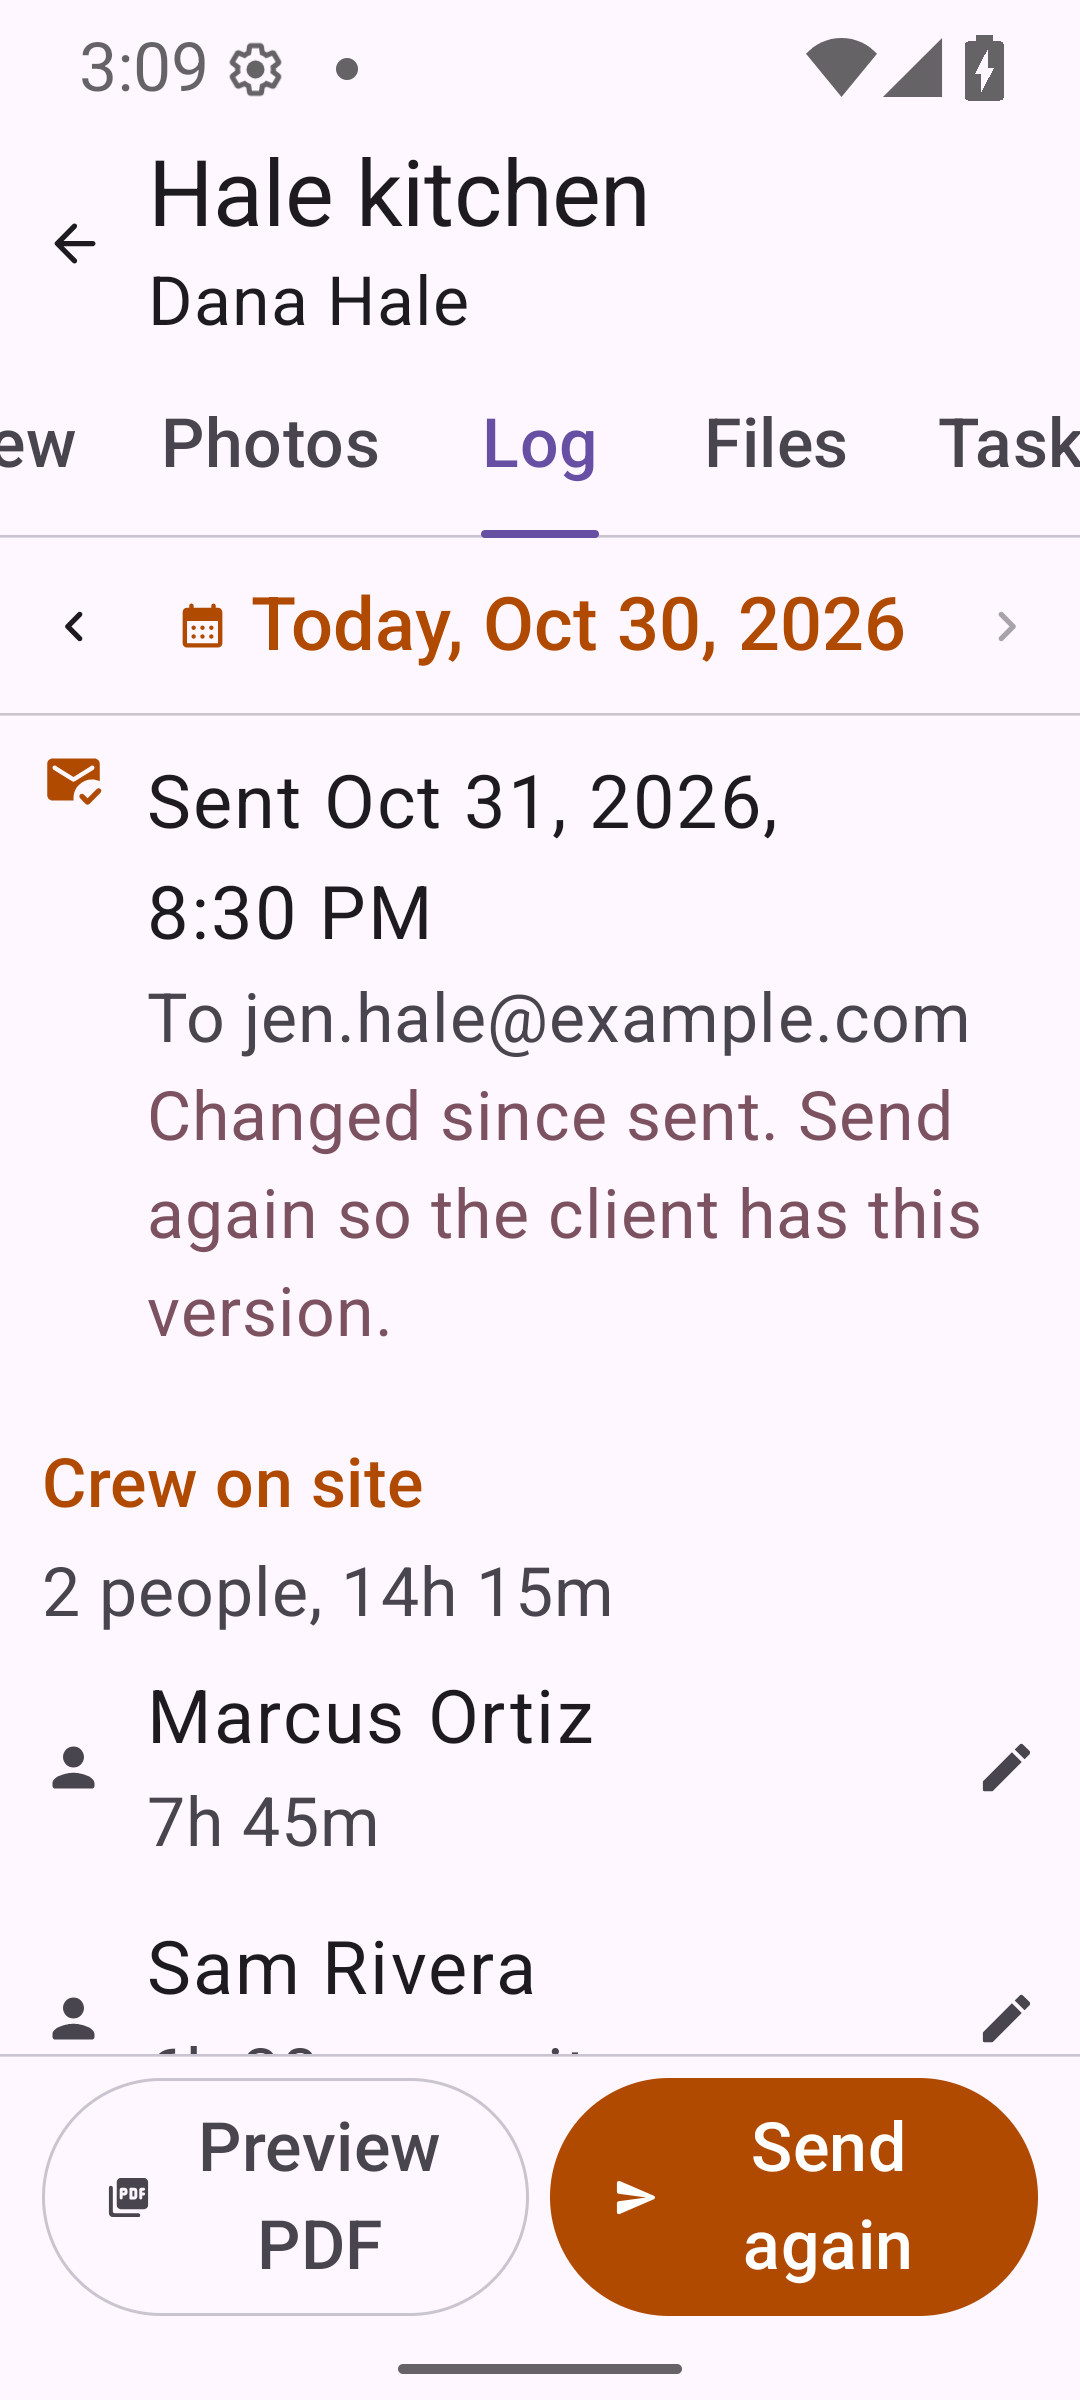 3:09
Hale kitchen
Dana Hale
ew Photos Log Files Task
Today, Oct 30, 2026
Sent Oct 31, 2026,
8:30 PM
To jen.hale@example.com
Changed since sent. Send
again so the client has this
version.
Crew on site
2 people, 14h 15m
Marcus Ortiz
7h 45m
Sam Rivera
Preview
PDF
PDF
Send
again